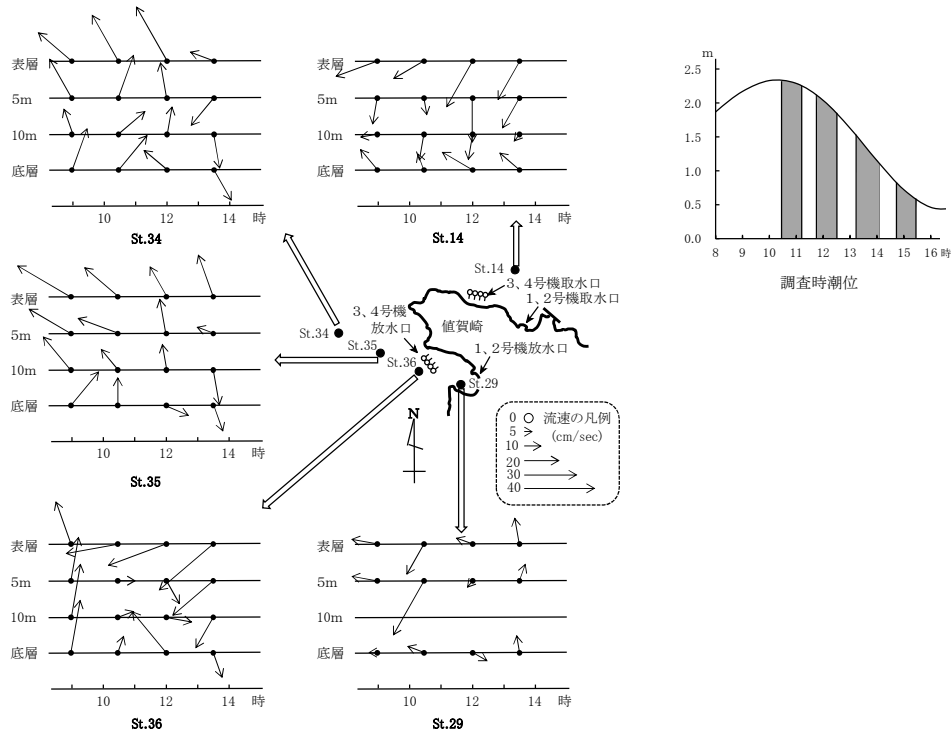 表層
5m
10m
底層
10 12 14 時
St.34
表層
5m
10m
底層
10 12 14 時
St.14
m
2.5
2.0
1.5
1.0
0.5
0.0
8 9 10 11 12 13 14 15 16 時
調査時潮位
St.14
3、4号機取水口
1、2号機取水口
3、4号機
放水口
値賀崎
St.34
St.35
St.36
1、2号機放水口
St.29
N
0 流速の凡例
5 (cm/sec)
10
20
30
40
表層
5m
10m
底層
10 12 14 時
St.35
表層
5m
10m
底層
10 12 14 時
St.36
表層
5m
10m
底層
10 12 14 時
St.29